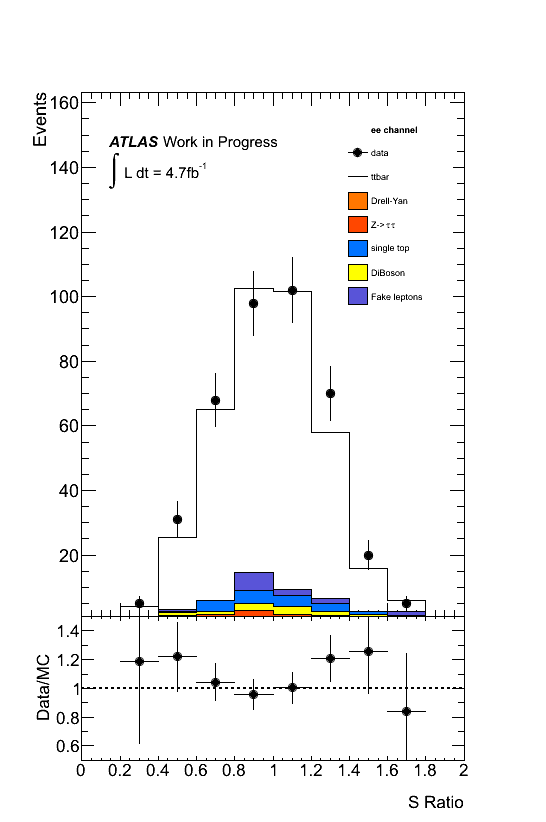 Events
160
140
120
100
80
60
40
20
ATLAS Work in Progress
∫ L dt = 4.7fb⁻¹
ee channel
data
ttbar
Drell-Yan
Z->ττ
single top
DiBoson
Fake leptons
Data/MC
1.4
1.2
1
0.8
0.6
0 0.2 0.4 0.6 0.8 1 1.2 1.4 1.6 1.8 2
S Ratio